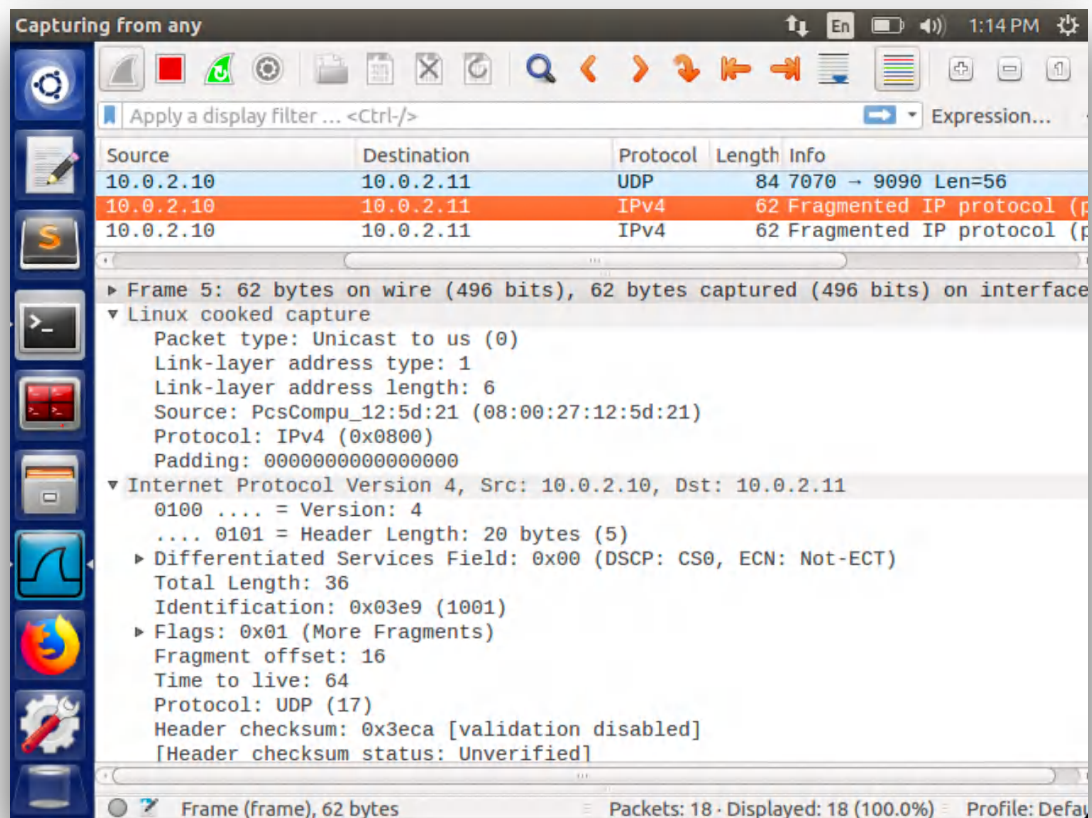 Capturing from any
En
1:14 PM
Apply a display filter ... <Ctrl-/>
Expression...
Source Destination Protocol Length Info
10.0.2.10 10.0.2.11 UDP 84 7070 → 9090 Len=56
10.0.2.10 10.0.2.11 IPv4 62 Fragmented IP protocol (p
10.0.2.10 10.0.2.11 IPv4 62 Fragmented IP protocol (p
Frame 5: 62 bytes on wire (496 bits), 62 bytes captured (496 bits) on interface
Linux cooked capture
Packet type: Unicast to us (0)
Link-layer address type: 1
Link-layer address length: 6
Source: PcsCompu_12:5d:21 (08:00:27:12:5d:21)
Protocol: IPv4 (0x0800)
Padding: 0000000000000000
Internet Protocol Version 4, Src: 10.0.2.10, Dst: 10.0.2.11
0100 .... = Version: 4
.... 0101 = Header Length: 20 bytes (5)
Differentiated Services Field: 0x00 (DSCP: CS0, ECN: Not-ECT)
Total Length: 36
Identification: 0x03e9 (1001)
Flags: 0x01 (More Fragments)
Fragment offset: 16
Time to live: 64
Protocol: UDP (17)
Header checksum: 0x3eca [validation disabled]
[Header checksum status: Unverified]
Frame (frame), 62 bytes
Packets: 18 · Displayed: 18 (100.0%)
Profile: Defau